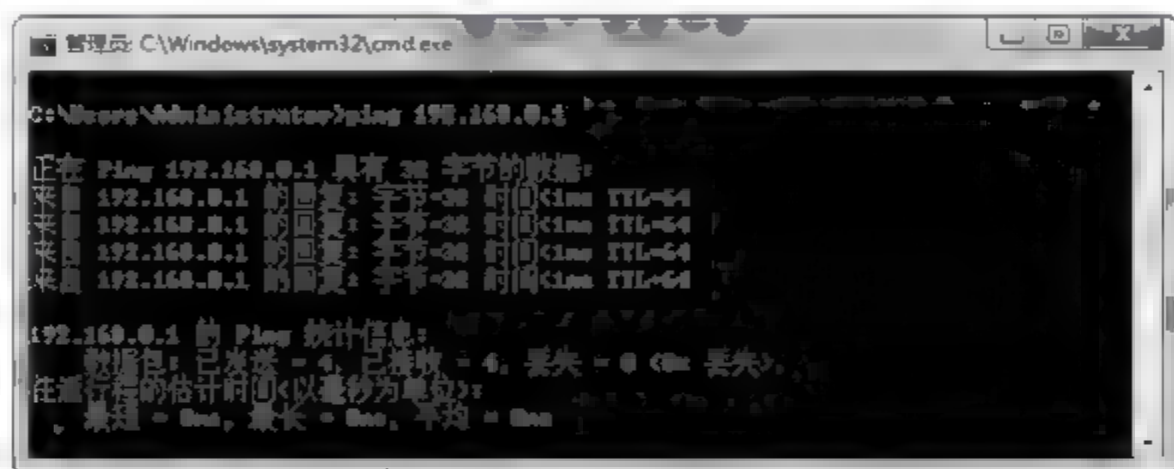 管理员: C:\Windows\system32\cmd.exe
C:\Users\Administrator>ping 192.168.0.1
正在 Ping 192.168.0.1 具有 32 字节的数据:
来自 192.168.0.1 的回复: 字节=32 时间<1ms TTL=64
来自 192.168.0.1 的回复: 字节=32 时间<1ms TTL=64
来自 192.168.0.1 的回复: 字节=32 时间<1ms TTL=64
来自 192.168.0.1 的回复: 字节=32 时间<1ms TTL=64
192.168.0.1 的 Ping 统计信息:
数据包: 已发送 = 4, 已接收 = 4, 丢失 = 0 <0% 丢失>,
往返行程的估计时间<以毫秒为单位>:
最短 = 0ms, 最长 = 0ms, 平均 = 0ms